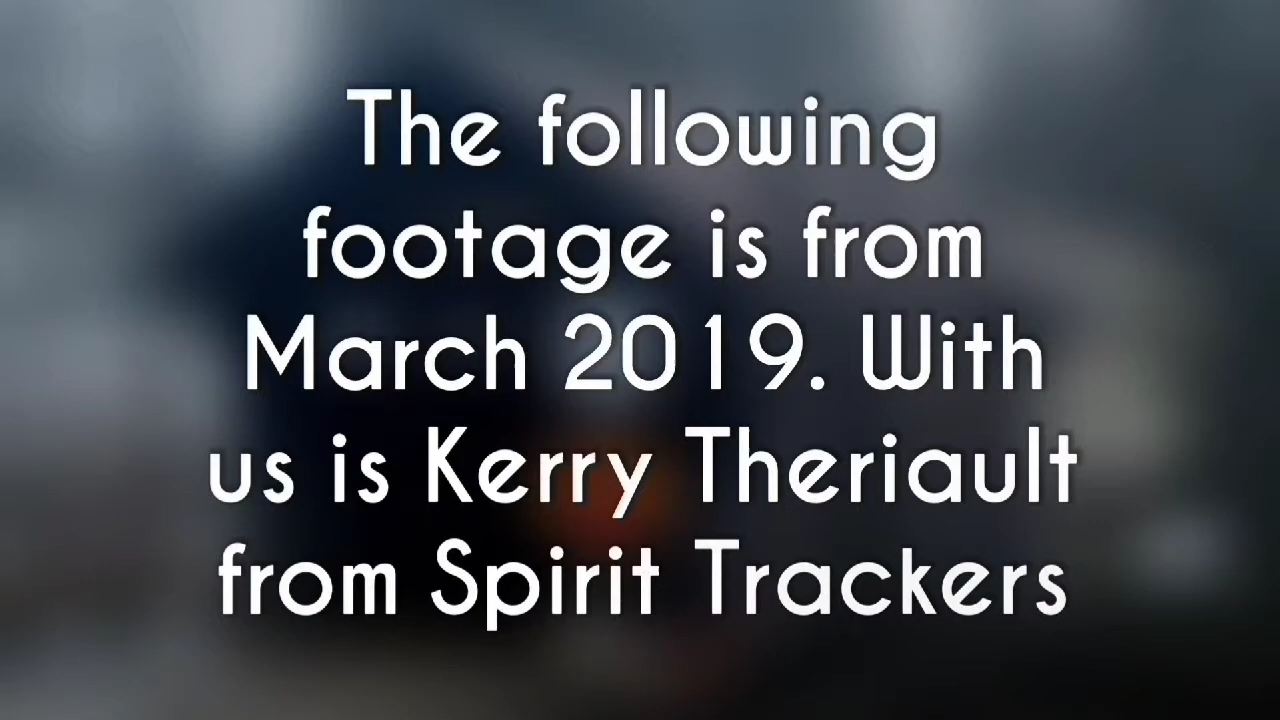 The following
footage is from
March 2019. With
us is Kerry Theriault
from Spirit Trackers